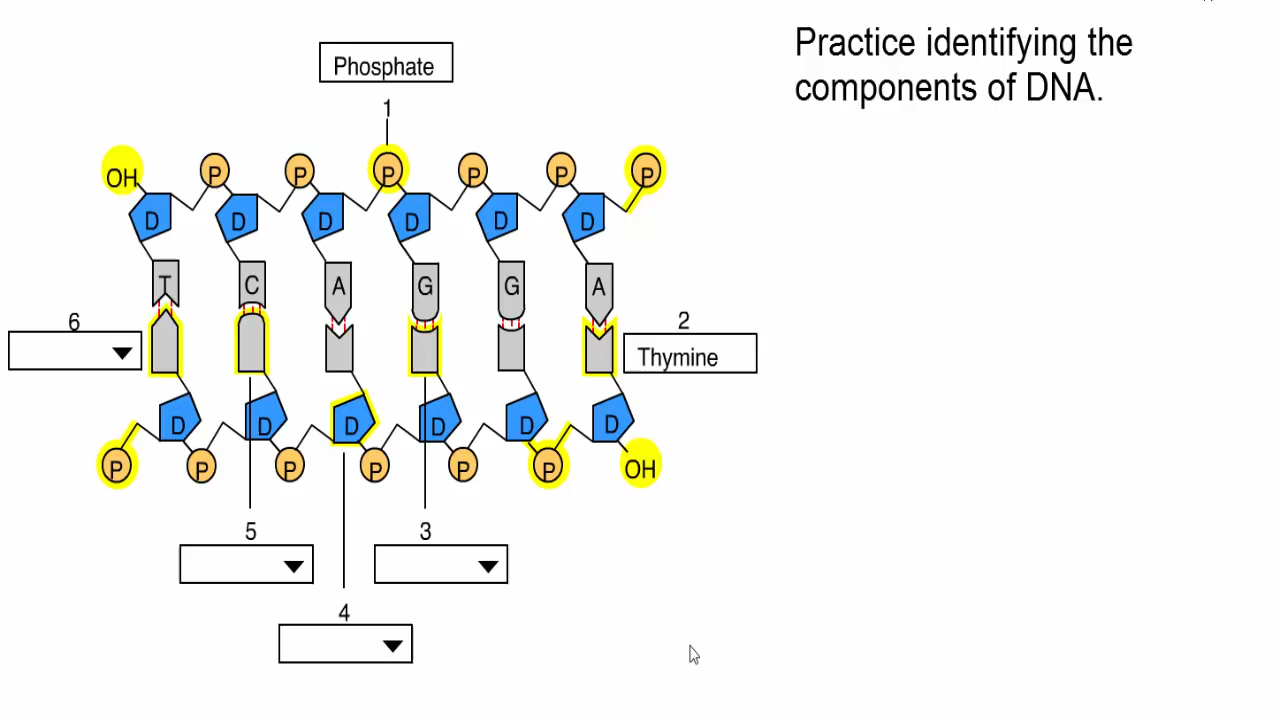 Practice identifying the
components of DNA.
Phosphate
1
OH P P P P P P
D D D D D D
T C A G G A
6
2
Thymine
D D D D D D
P P P P P P OH
5
3
4